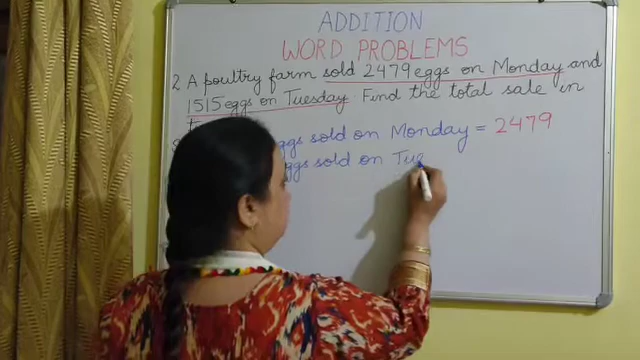 ADDITION
WORD PROBLEMS
2 A poultry farm sold 2479 eggs on Monday and
1515 eggs on Tuesday Find the total sale in
eggs sold on Monday = 2479
eggs sold on Tue